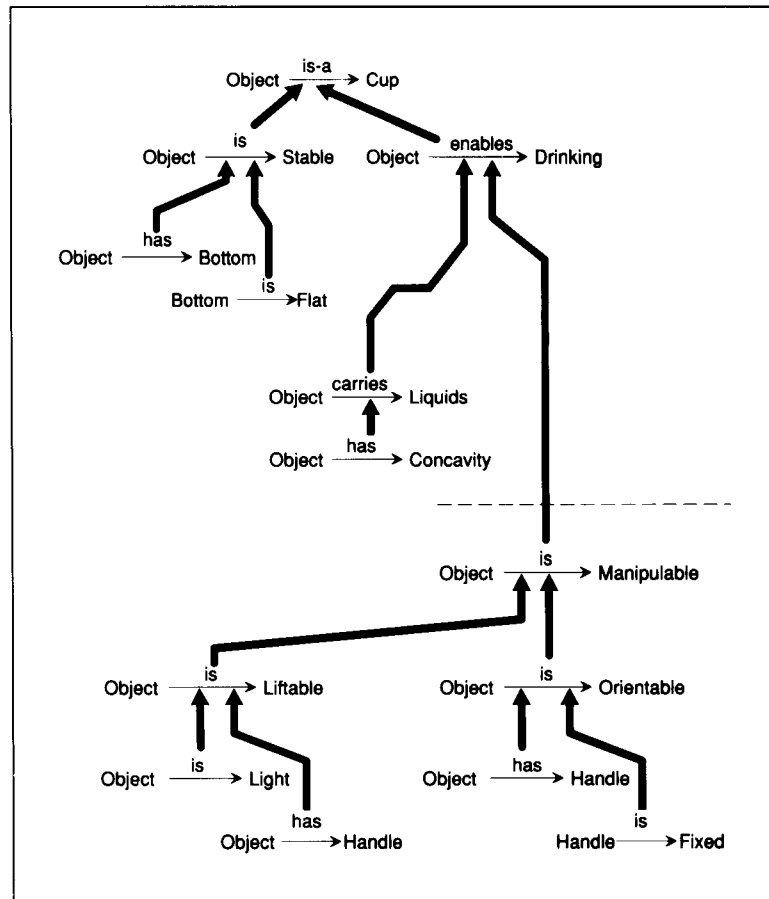 is-a
Object Cup
is enables
Object Stable Object Drinking
has
Object Bottom
is
Bottom Flat
carries
Object Liquids
has
Object Concavity
is
Object Manipulable
is is
Object Liftable Object Orientable
is has
Object Light Object Handle
has is
Object Handle Handle Fixed